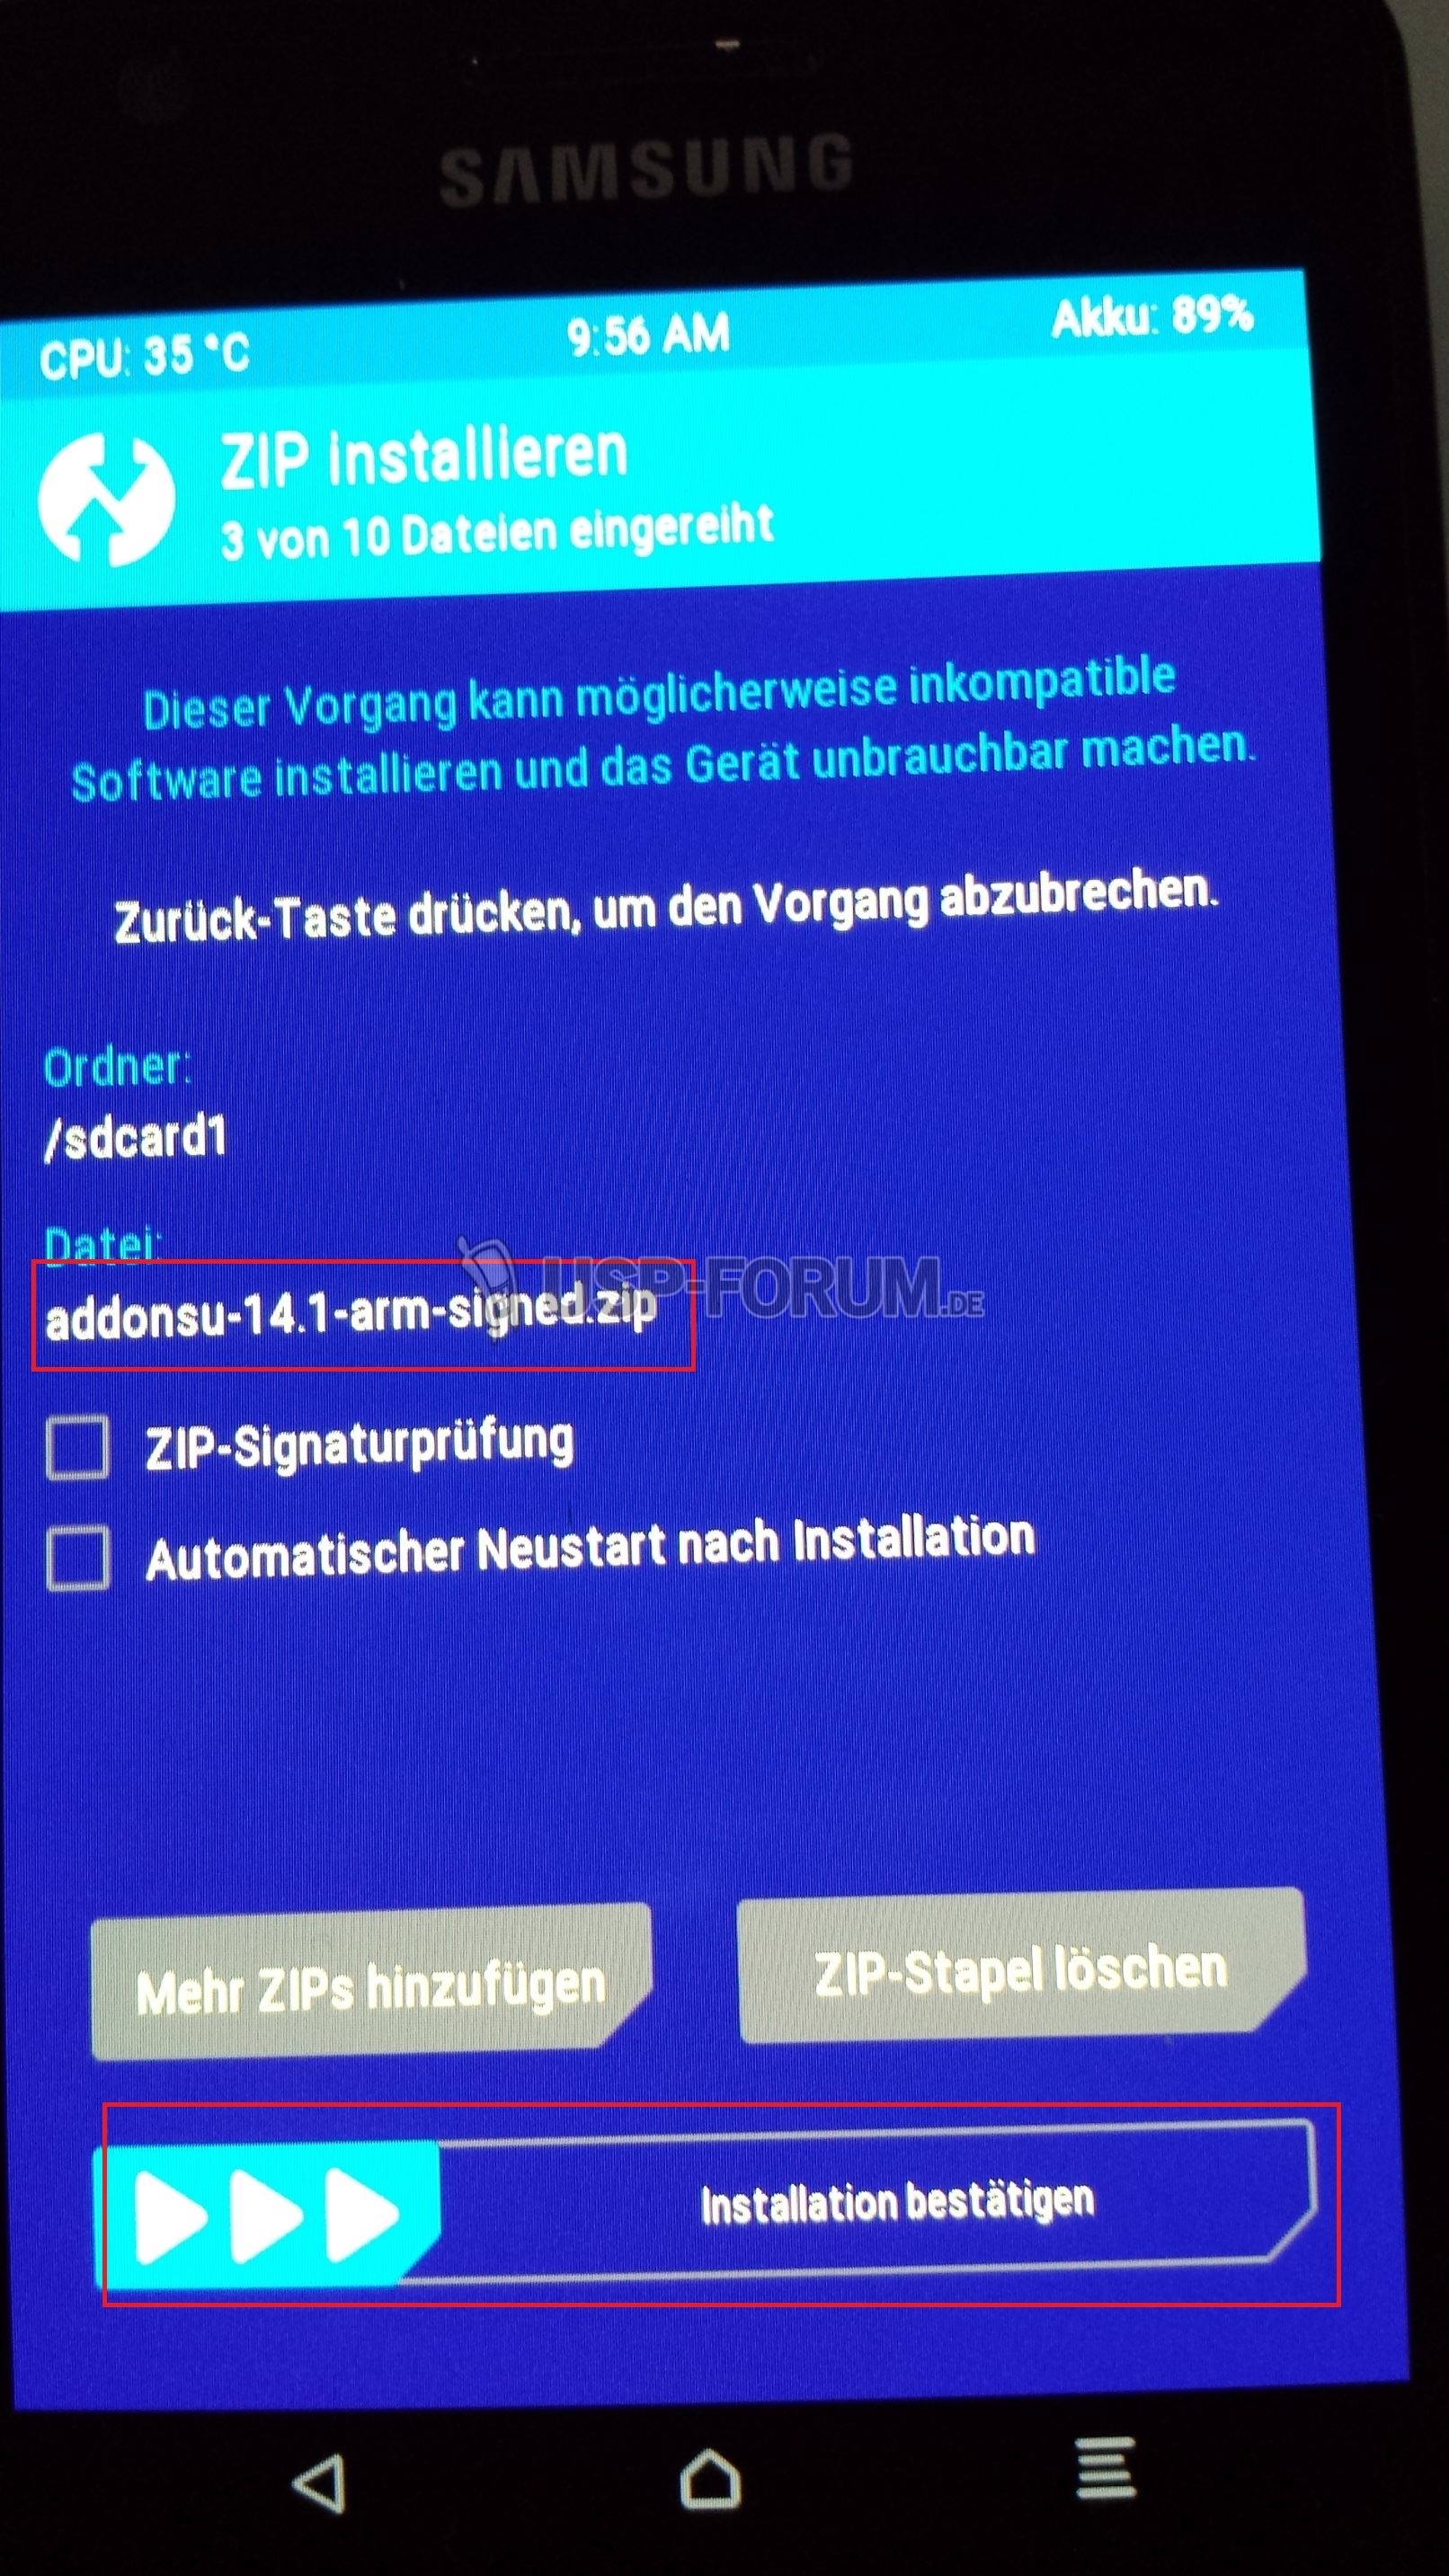 SAMSUNG
CPU: 35 °C 9:56 AM Akku: 89%
ZIP installieren
3 von 10 Dateien eingereiht
Dieser Vorgang kann möglicherweise inkompatible
Software installieren und das Gerät unbrauchbar machen.
Zurück-Taste drücken, um den Vorgang abzubrechen.
Ordner:
/sdcard1
Datei:
addonsu-14.1-arm-signed.zip
USP-FORUM.DE
ZIP-Signaturprüfung
Automatischer Neustart nach Installation
Mehr ZIPs hinzufügen ZIP-Stapel löschen
Installation bestätigen